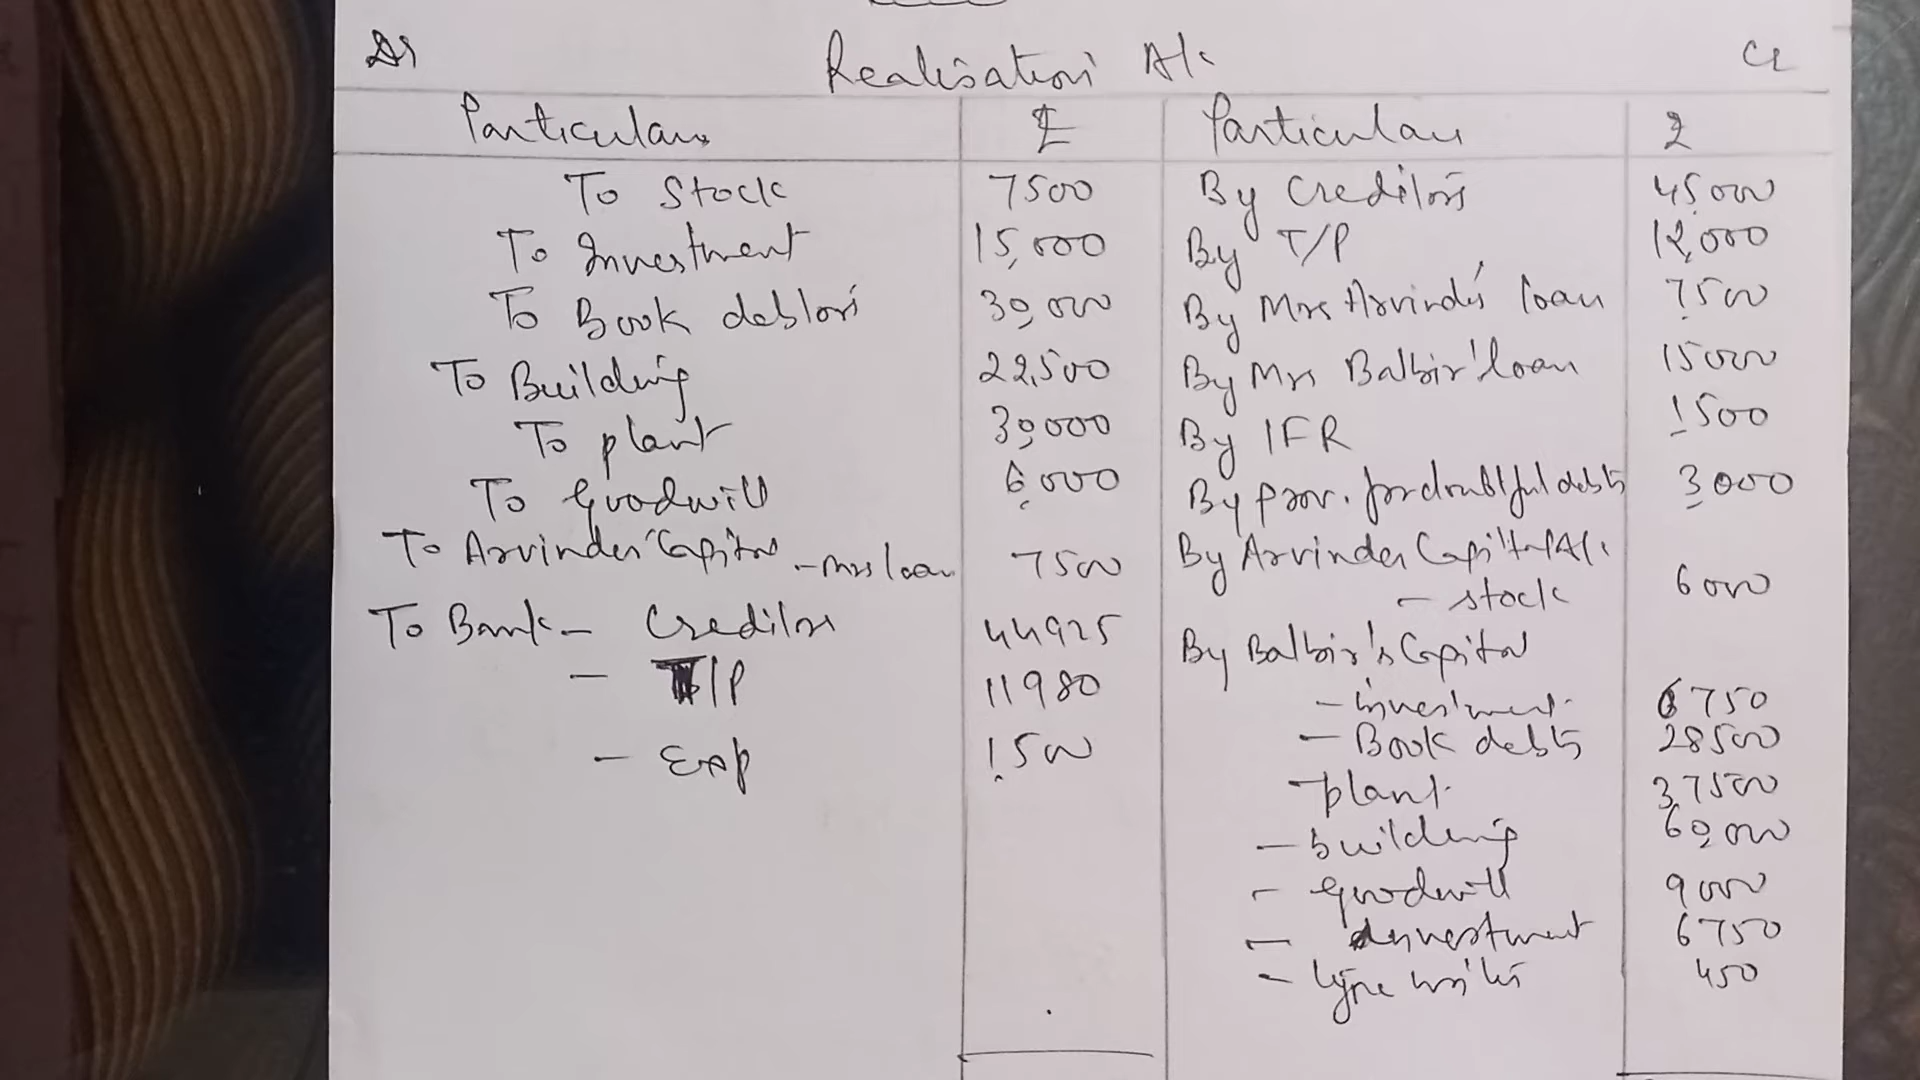 Dr Realisation A/c Cr
Particulars ₹ Particulars ₹
To Stock 7500 By Creditors 45000
To Investment 15,000 By T/P 12,000
To Book debtors 30,000 By Mrs Arvinder's loan 7500
To Building 22,500 By Mrs Balbir's loan 15000
To plant 30,000 By IFR 1500
To Goodwill 6,000 By prov. for doubtful debts 3000
To Arvinder Capital - mrs loan 7500 By Arvinder Capital A/c
- stock 6000
To Bank - Creditors 44925 By Balbir's Capital
- T/P 11980 - investment 6750
- Exp 1500 - Book debts 28500
- plant 37500
- building 60,000
- goodwill 9000
- Investment 6750
- 450